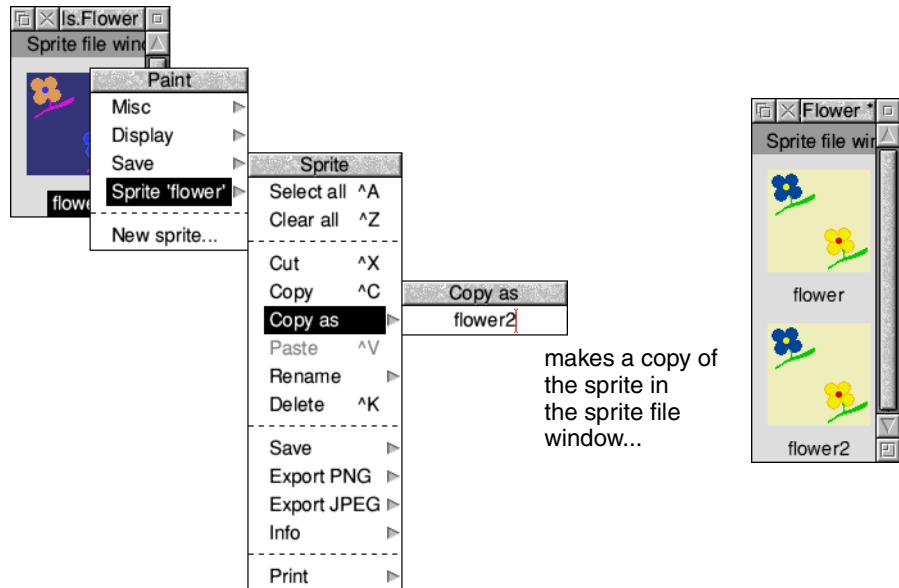 ls.Flower
Sprite file wind
flowe
Paint
Misc
Display
Save
Sprite 'flower'
New sprite...
Sprite
Select all ^A
Clear all ^Z
Cut ^X
Copy ^C
Copy as
Paste ^V
Rename
Delete ^K
Save
Export PNG
Export JPEG
Info
Print
Copy as
flower2
makes a copy of
the sprite in
the sprite file
window...
Flower *
Sprite file wir
flower
flower2